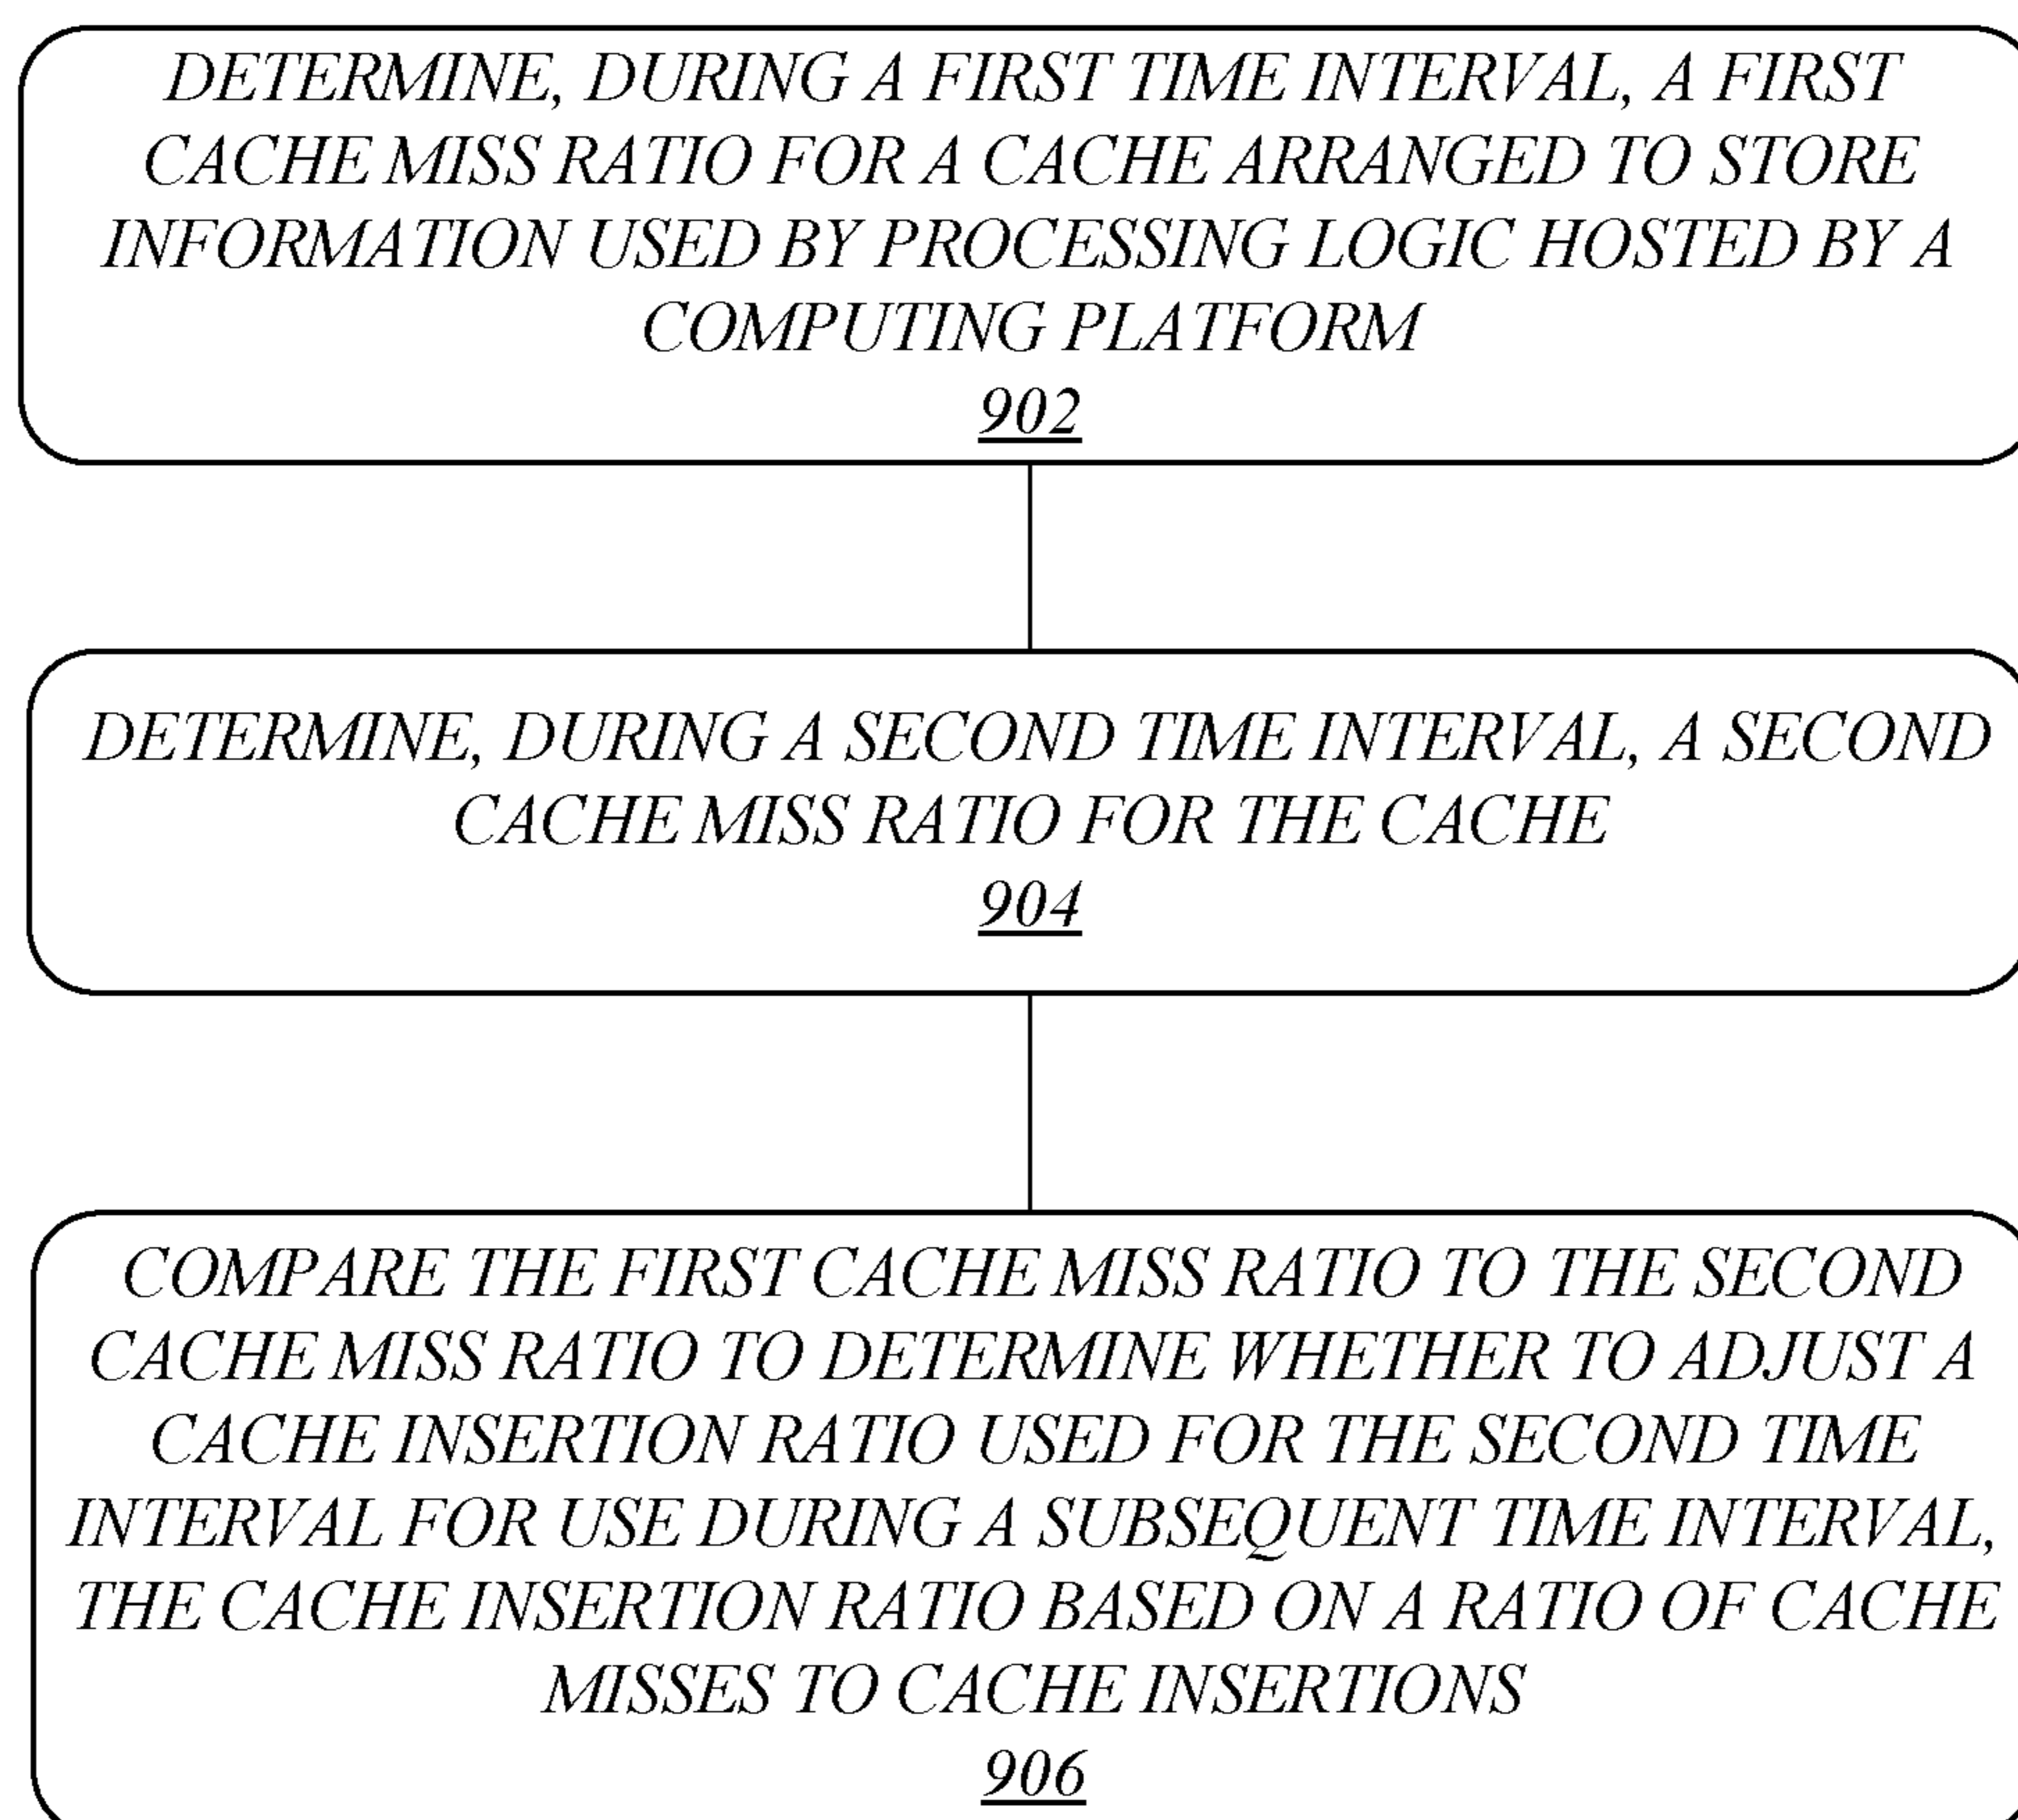 DETERMINE, DURING A FIRST TIME INTERVAL, A FIRST
CACHE MISS RATIO FOR A CACHE ARRANGED TO STORE
INFORMATION USED BY PROCESSING LOGIC HOSTED BY A
COMPUTING PLATFORM
902
DETERMINE, DURING A SECOND TIME INTERVAL, A SECOND
CACHE MISS RATIO FOR THE CACHE
904
COMPARE THE FIRST CACHE MISS RATIO TO THE SECOND
CACHE MISS RATIO TO DETERMINE WHETHER TO ADJUST A
CACHE INSERTION RATIO USED FOR THE SECOND TIME
INTERVAL FOR USE DURING A SUBSEQUENT TIME INTERVAL,
THE CACHE INSERTION RATIO BASED ON A RATIO OF CACHE
MISSES TO CACHE INSERTIONS
906